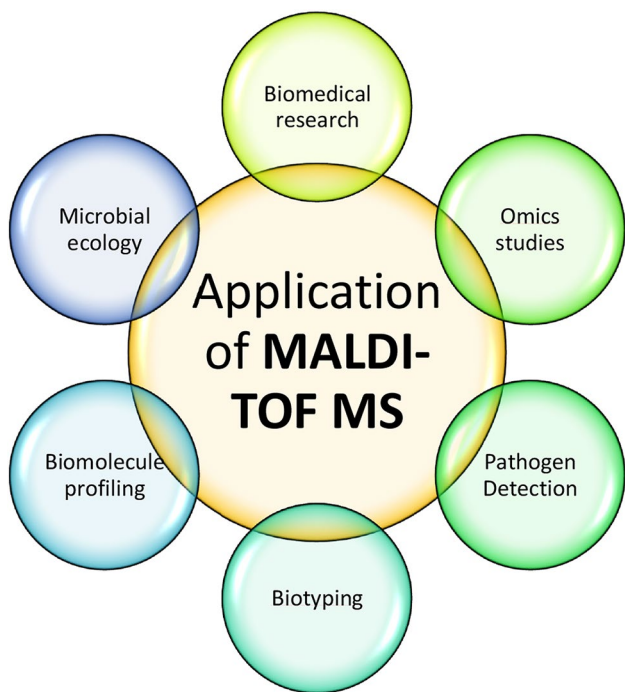 Biomedical
research
Omics
studies
Pathogen
Detection
Biotyping
Biomolecule
profiling
Microbial
ecology
Application
of MALDI-
TOF MS